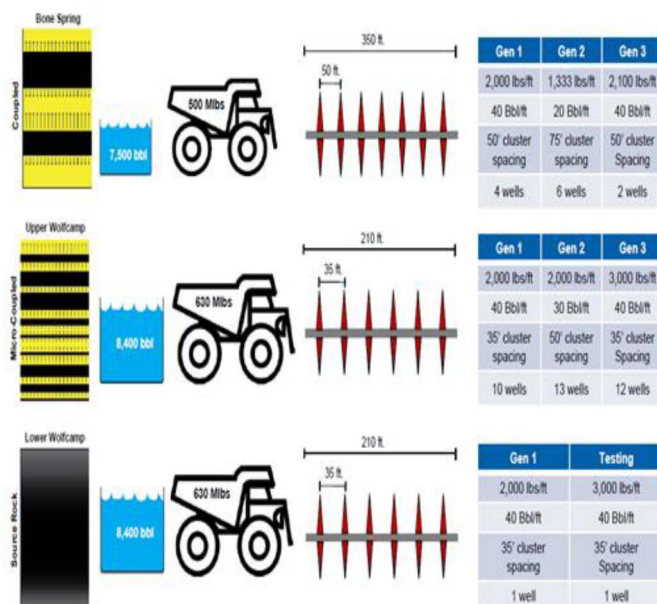 Bone Spring
Coupled
7,500 bbl
500 Mlbs
350 ft.
50 ft.
Gen 1 Gen 2 Gen 3
2,000 lbs/ft 1,333 lbs/ft 2,100 lbs/ft
40 Bbl/ft 20 Bbl/ft 40 Bbl/ft
50' cluster 75' cluster 50' cluster
spacing spacing Spacing
4 wells 6 wells 2 wells
Upper Wolfcamp
Micro-Coupled
8,400 bbl
630 Mlbs
210 ft.
35 ft.
Gen 1 Gen 2 Gen 3
2,000 lbs/ft 2,000 lbs/ft 3,000 lbs/ft
40 Bbl/ft 30 Bbl/ft 40 Bbl/ft
35' cluster 50' cluster 35' cluster
spacing spacing Spacing
10 wells 13 wells 12 wells
Lower Wolfcamp
Source Rock
8,400 bbl
630 Mlbs
210 ft.
35 ft.
Gen 1 Testing
2,000 lbs/ft 3,000 lbs/ft
40 Bbl/ft 40 Bbl/ft
35' cluster 35' cluster
spacing Spacing
1 well 1 well